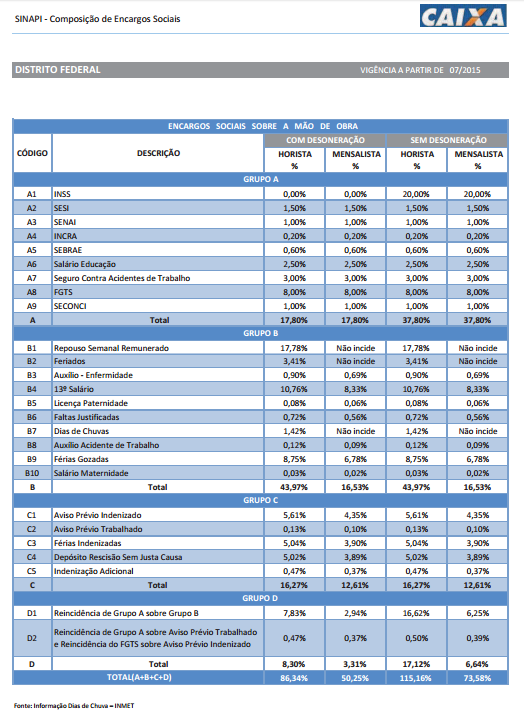 SINAPI - Composição de Encargos Sociais
CAIXA
DISTRITO FEDERAL VIGÊNCIA A PARTIR DE 07/2015
ENCARGOS SOCIAIS SOBRE A MÃO DE OBRA
CÓDIGO DESCRIÇÃO COM DESONERAÇÃO SEM DESONERAÇÃO
HORISTA MENSALISTA HORISTA MENSALISTA
% % % %
GRUPO A
A1 INSS 0,00% 0,00% 20,00% 20,00%
A2 SESI 1,50% 1,50% 1,50% 1,50%
A3 SENAI 1,00% 1,00% 1,00% 1,00%
A4 INCRA 0,20% 0,20% 0,20% 0,20%
A5 SEBRAE 0,60% 0,60% 0,60% 0,60%
A6 Salário Educação 2,50% 2,50% 2,50% 2,50%
A7 Seguro Contra Acidentes de Trabalho 3,00% 3,00% 3,00% 3,00%
A8 FGTS 8,00% 8,00% 8,00% 8,00%
A9 SECONCI 1,00% 1,00% 1,00% 1,00%
A Total 17,80% 17,80% 37,80% 37,80%
GRUPO B
B1 Repouso Semanal Remunerado 17,78% Não incide 17,78% Não incide
B2 Feriados 3,41% Não incide 3,41% Não incide
B3 Auxílio - Enfermidade 0,90% 0,69% 0,90% 0,69%
B4 13º Salário 10,76% 8,33% 10,76% 8,33%
B5 Licença Paternidade 0,08% 0,06% 0,08% 0,06%
B6 Faltas Justificadas 0,72% 0,56% 0,72% 0,56%
B7 Dias de Chuvas 1,42% Não incide 1,42% Não incide
B8 Auxílio Acidente de Trabalho 0,12% 0,09% 0,12% 0,09%
B9 Férias Gozadas 8,75% 6,78% 8,75% 6,78%
B10 Salário Maternidade 0,03% 0,02% 0,03% 0,02%
B Total 43,97% 16,53% 43,97% 16,53%
GRUPO C
C1 Aviso Prévio Indenizado 5,61% 4,35% 5,61% 4,35%
C2 Aviso Prévio Trabalhado 0,13% 0,10% 0,13% 0,10%
C3 Férias Indenizadas 5,04% 3,90% 5,04% 3,90%
C4 Depósito Rescisão Sem Justa Causa 5,02% 3,89% 5,02% 3,89%
C5 Indenização Adicional 0,47% 0,37% 0,47% 0,37%
C Total 16,27% 12,61% 16,27% 12,61%
GRUPO D
D1 Reincidência de Grupo A sobre Grupo B 7,83% 2,94% 16,62% 6,25%
D2 Reincidência de Grupo A sobre Aviso Prévio Trabalhado
e Reincidência do FGTS sobre Aviso Prévio Indenizado 0,47% 0,37% 0,50% 0,39%
D Total 8,30% 3,31% 17,12% 6,64%
TOTAL(A+B+C+D) 86,34% 50,25% 115,16% 73,58%
Fonte: Informação Dias de Chuva = INMET